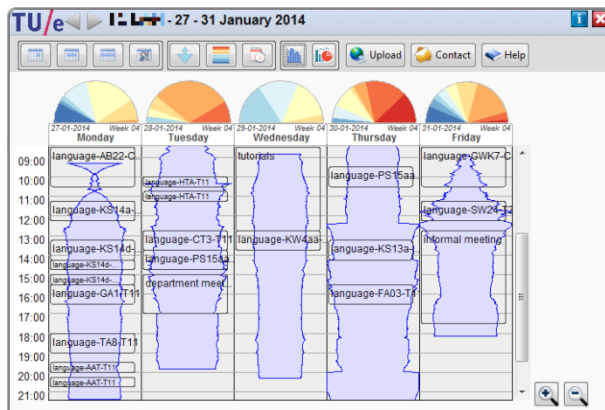 TU/e - 27 - 31 January 2014
Upload Contact Help
27-01-2014 Week 04 28-01-2014 Week 04 29-01-2014 Week 04 30-01-2014 Week 04 31-01-2014 Week 04
Monday Tuesday Wednesday Thursday Friday
09:00 language-AB22-C... tutorials language-GWK7-C
10:00 language-HTA-T11 language-PS15aa...
11:00 language-HTA-T11
12:00 language-KS14a-... language-SW24-T2
13:00 language-CT3-T11 language-KW4aa-... informal meeting
14:00 language-KS14d-... language-PS15aa... language-KS13a-j...
language-KS14d-...
15:00 language-KS14d-... department meet...
16:00 language-GA1-T11 language-FA03-T11
17:00
18:00 language-TA8-T11
19:00
20:00 language-AAT-T11
21:00 language-AAT-T11